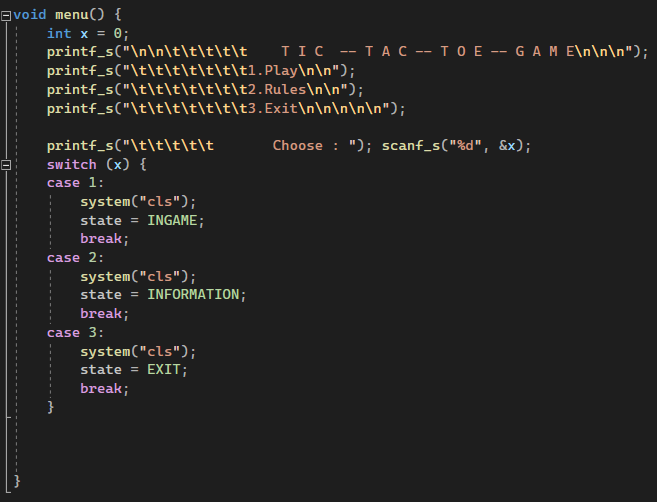 void menu() {
    int x = 0;
    printf_s("\n\n\t\t\t\t\t    T I C  -- T A C -- T O E -- G A M E\n\n\n");
    printf_s("\t\t\t\t\t\t\t1.Play\n\n");
    printf_s("\t\t\t\t\t\t\t2.Rules\n\n");
    printf_s("\t\t\t\t\t\t\t3.Exit\n\n\n\n\n");

    printf_s("\t\t\t\t\t       Choose : "); scanf_s("%d", &x);
    switch (x) {
    case 1:
        system("cls");
        state = INGAME;
        break;
    case 2:
        system("cls");
        state = INFORMATION;
        break;
    case 3:
        system("cls");
        state = EXIT;
        break;
    }

}